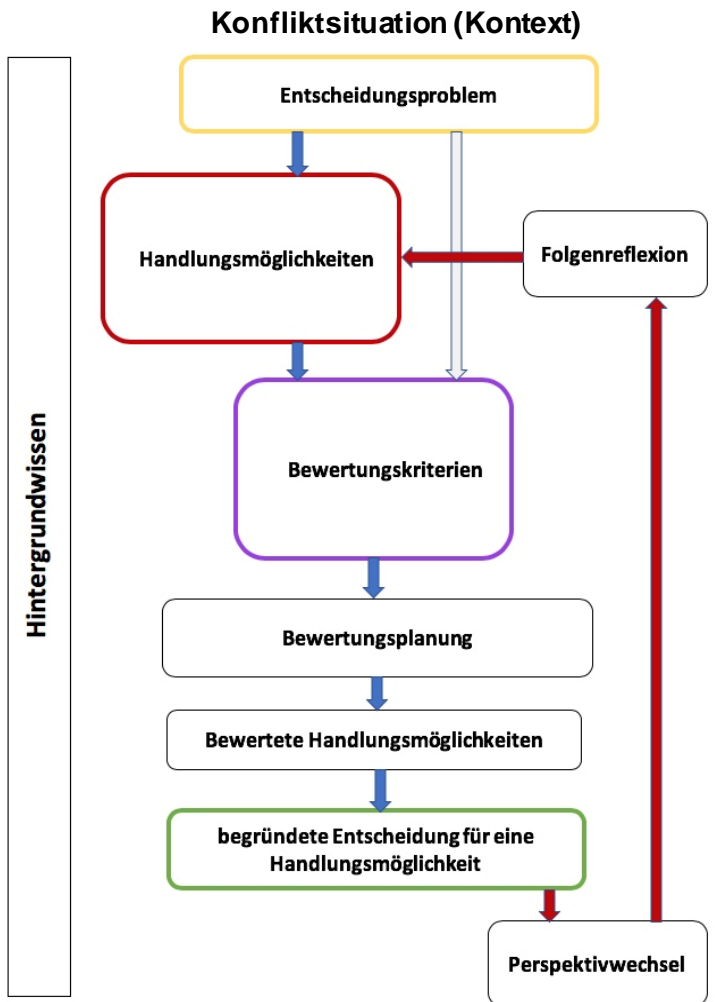 Konfliktsituation (Kontext)
Entscheidungsproblem
Handlungsmöglichkeiten
Folgenreflexion
Bewertungskriterien
Hintergrundwissen
Bewertungsplanung
Bewertete Handlungsmöglichkeiten
begründete Entscheidung für eine
Handlungsmöglichkeit
Perspektivwechsel